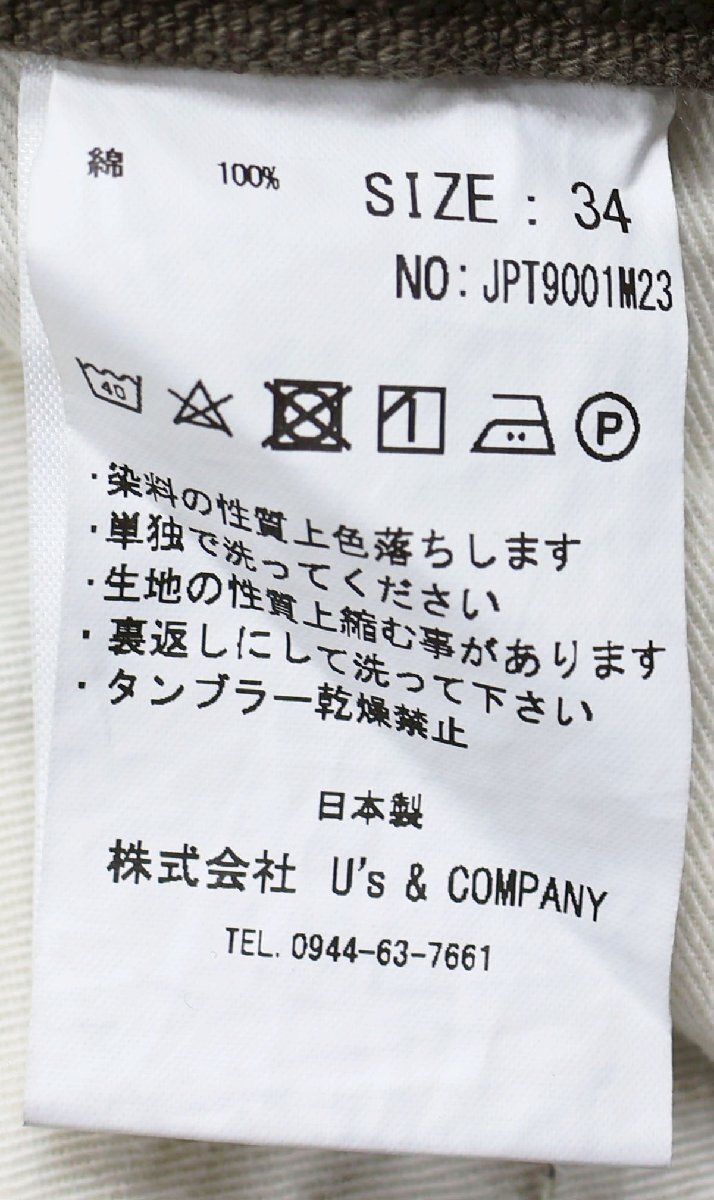 綿 100%
SIZE : 34
NO:JPT9001M23
40
P
・染料の性質上色落ちします
・単独で洗ってください
・生地の性質上縮む事があります
・裏返しにして洗って下さい
・タンブラー乾燥禁止
日本製
株式会社 U's & COMPANY
TEL. 0944-63-7661